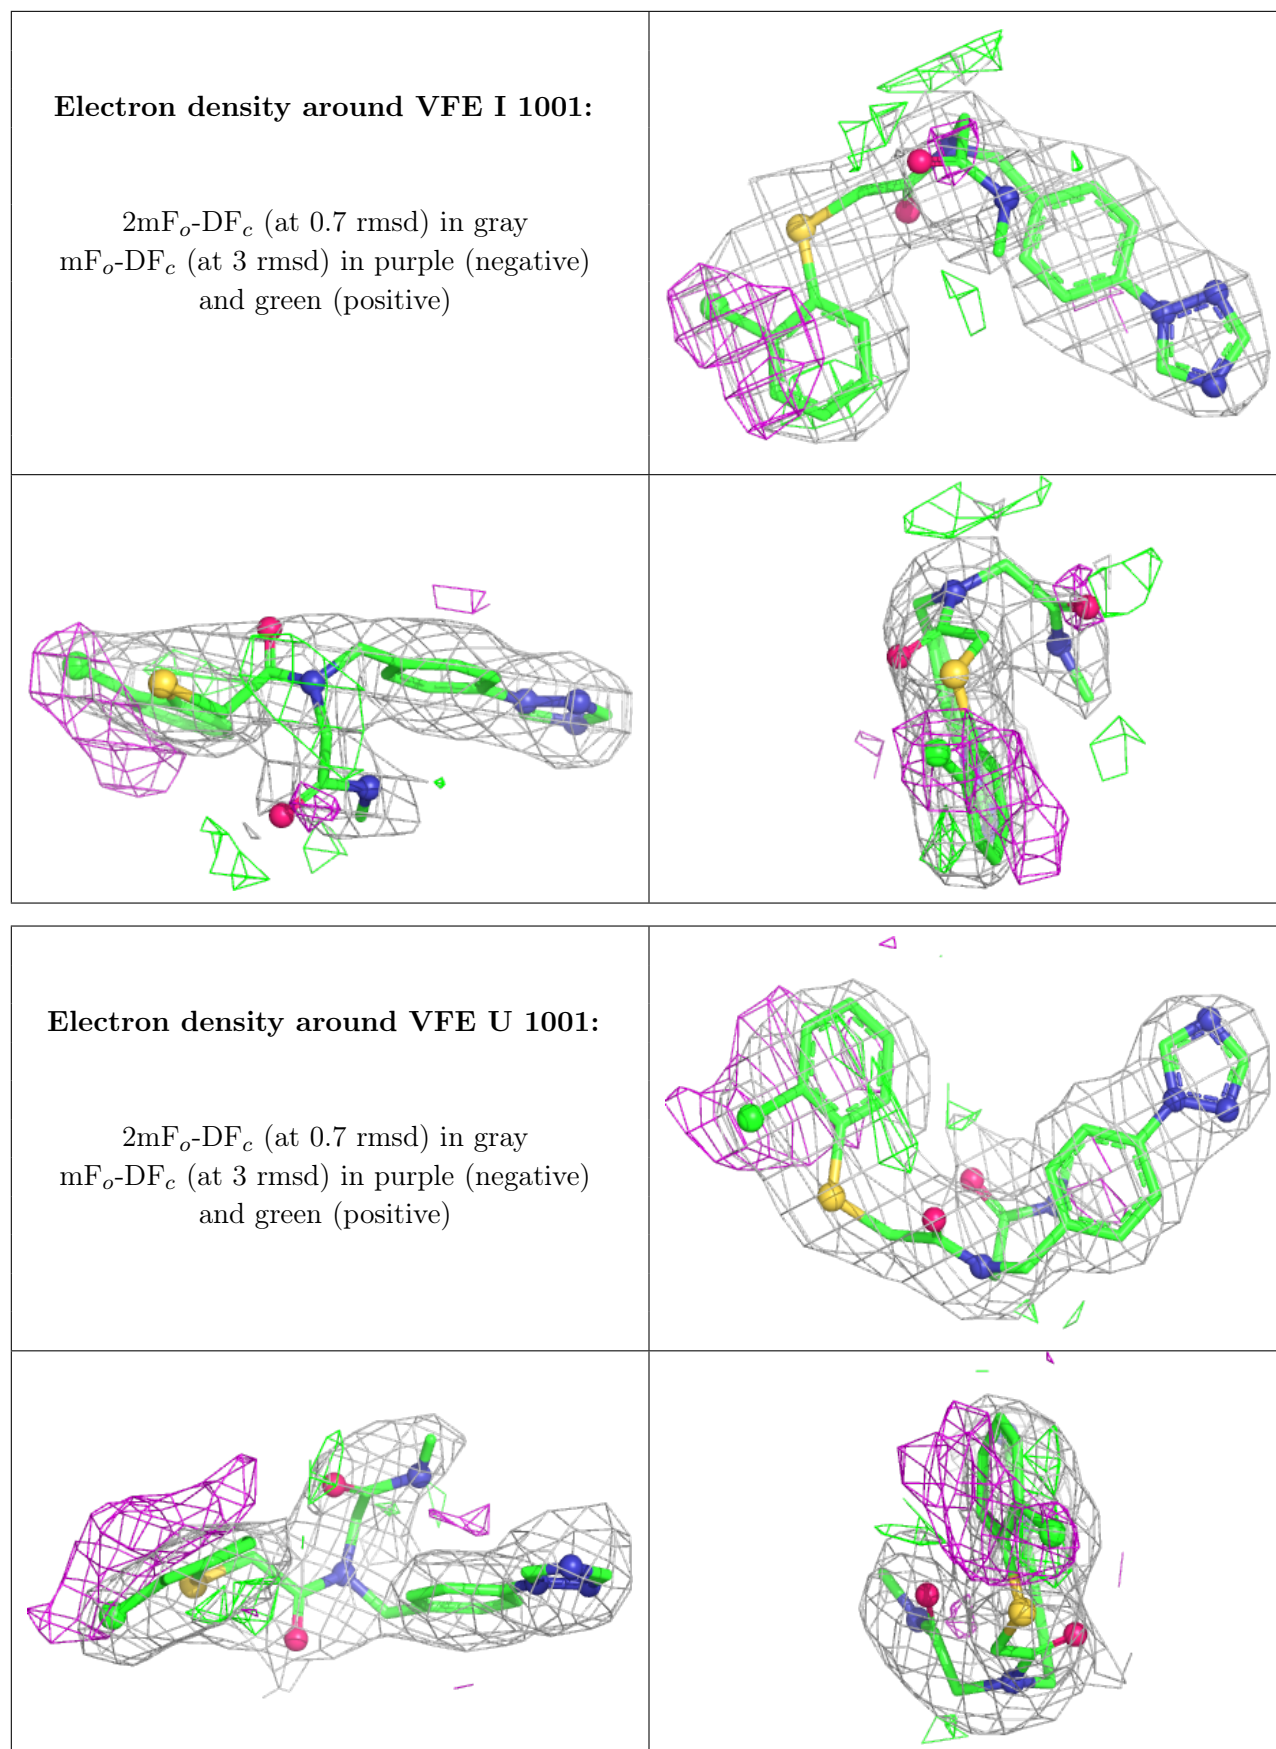 Electron density around VFE I 1001:
2mFo-DFc (at 0.7 rmsd) in gray
mFo-DFc (at 3 rmsd) in purple (negative)
and green (positive)
Electron density around VFE U 1001:
2mFo-DFc (at 0.7 rmsd) in gray
mFo-DFc (at 3 rmsd) in purple (negative)
and green (positive)